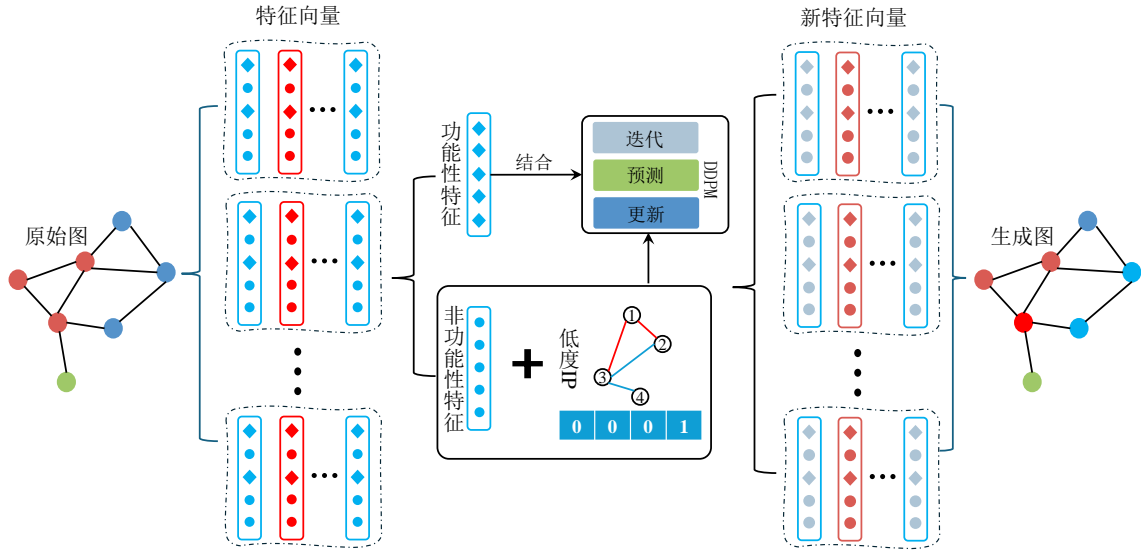 特征向量
新特征向量
原始图
功能性特征
结合
迭代
预测
更新
DDPM
非功能性特征
低度IP
①
②
③
④
0 0 0 1
生成图